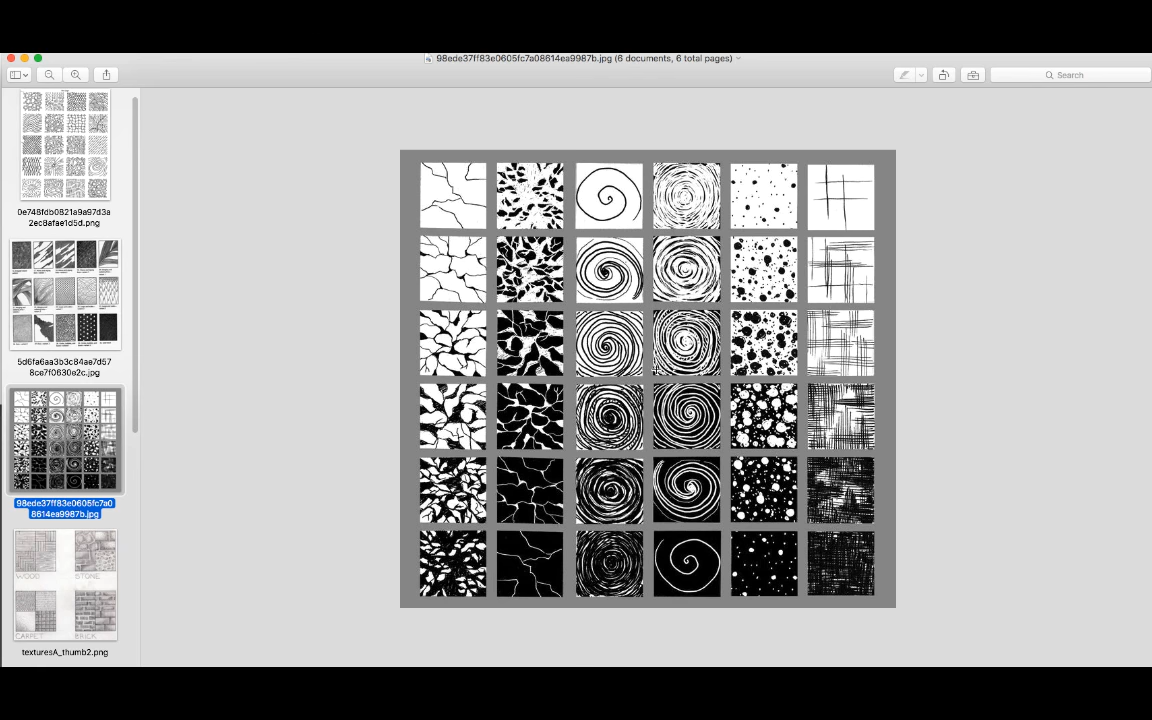 98ede37ff83e0605fc7a08614ea9987b.jpg (6 documents, 6 total pages)
Search
0e748fdb0821a9a97d3a
2ec8afae1d5d.png
5d6fa6aa3b3c84ae7d57
8ce7f0630e2c.jpg
98ede37ff83e0605fc7a0
8614ea9987b.jpg
WOOD STONE
CARPET BRICK
texturesA_thumb2.png